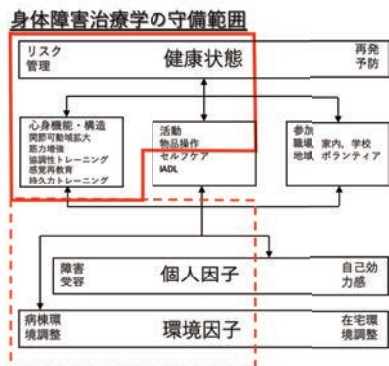 身体障害治療学の守備範囲
リスク
管理
健康状態
再発
予防
心身機能・構造
関節可動域拡大
筋力増強
協調性トレーニング
感覚再教育
持久力トレーニング
活動
物品操作
セルフケア
IADL
参加
職場, 家内, 学校
地域, ボランティア
障害
受容
個人因子
自己効
力感
病棟環
境調整
環境因子
在宅環
境調整